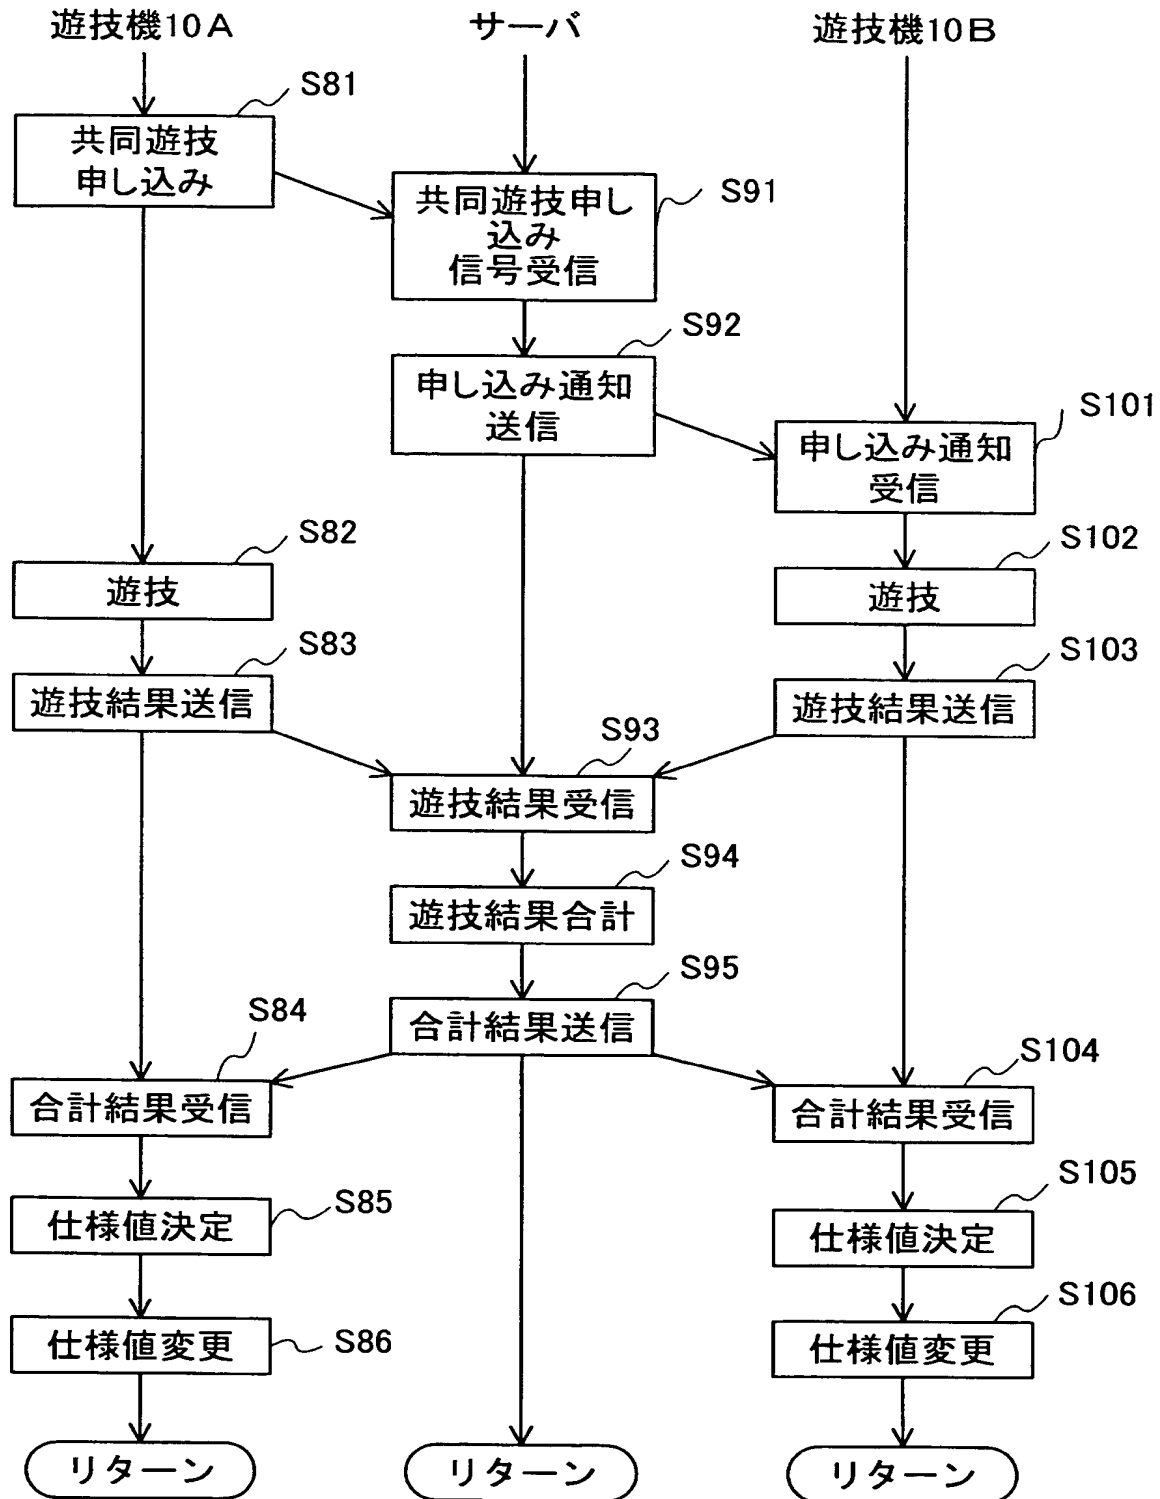 遊技機10A
サーバ
遊技機10B
S81
共同遊技
申し込み
S91
共同遊技申し
込み
信号受信
S92
申し込み通知
送信
S101
申し込み通知
受信
S82
遊技
S102
遊技
S83
遊技結果送信
S103
遊技結果送信
S93
遊技結果受信
S94
遊技結果合計
S95
合計結果送信
S84
合計結果受信
S104
合計結果受信
S85
仕様値決定
S105
仕様値決定
S86
仕様値変更
S106
仕様値変更
リターン
リターン
リターン